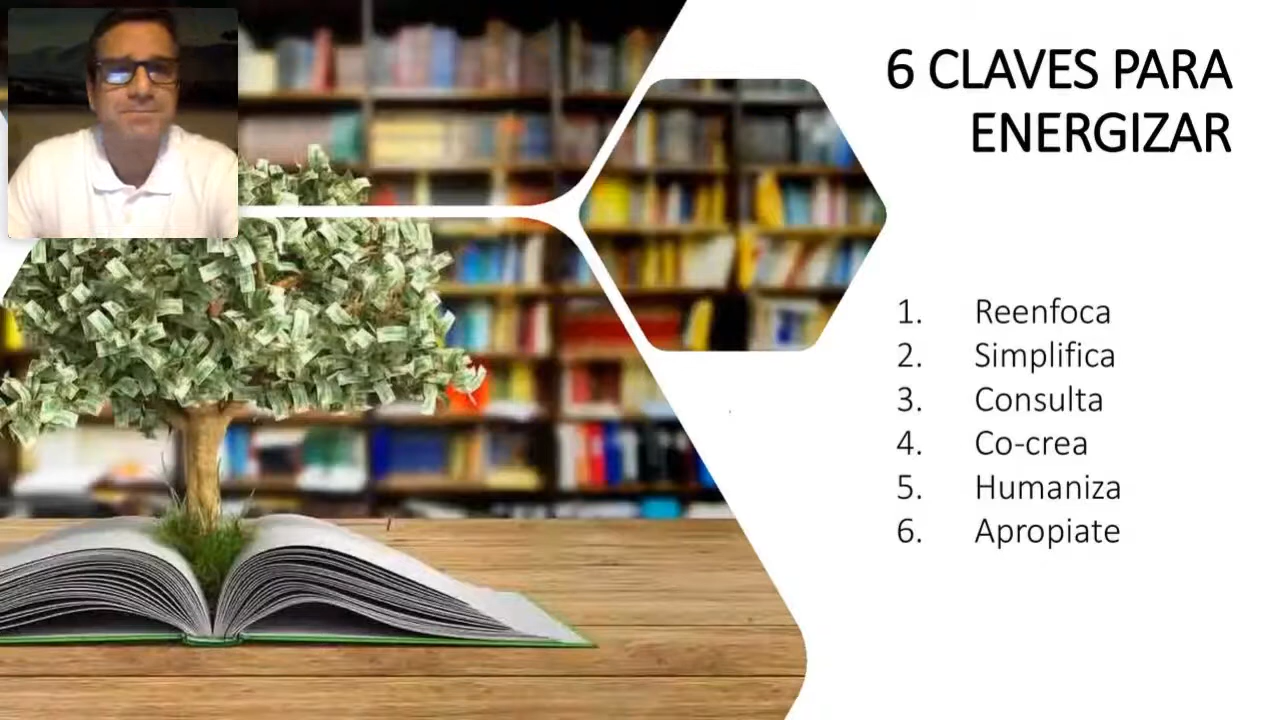 6 CLAVES PARA
ENERGIZAR
1. Reenfoca
2. Simplifica
3. Consulta
4. Co-crea
5. Humaniza
6. Apropiate